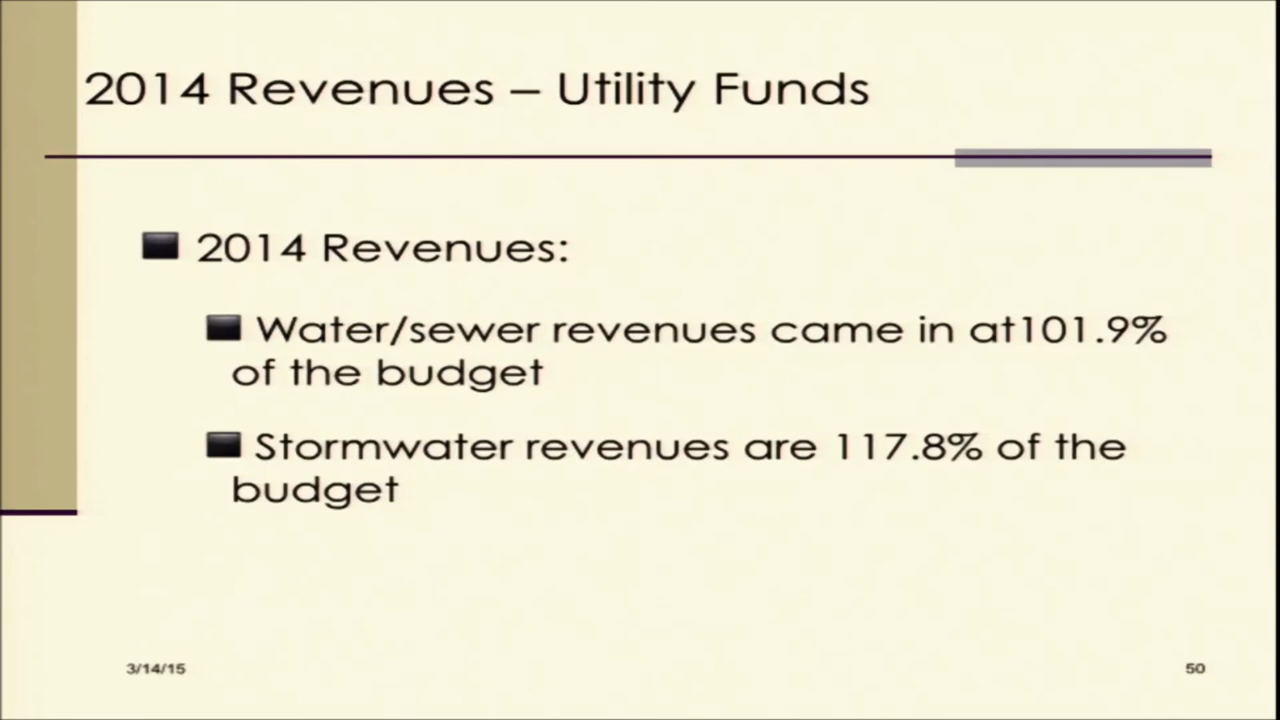 2014 Revenues – Utility Funds
2014 Revenues:
Water/sewer revenues came in at101.9%
of the budget
Stormwater revenues are 117.8% of the
budget
3/14/15
50